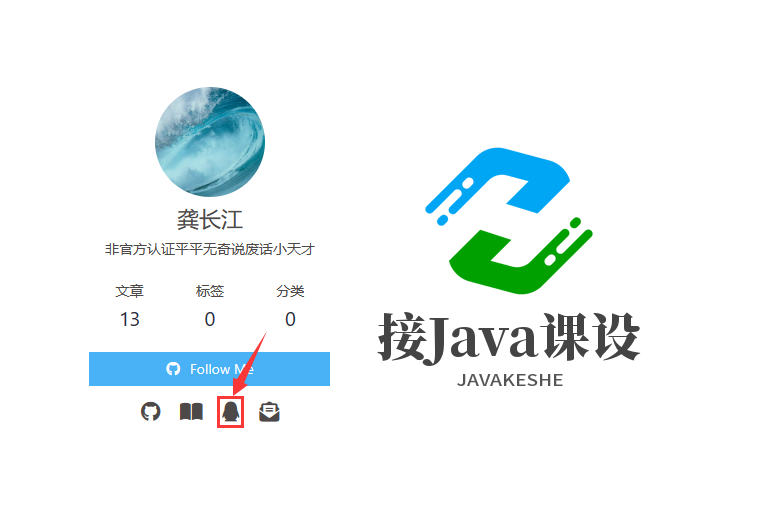 龚长江
非官方认证平平无奇说废话小天才
文章 标签 分类
13 0 0
Follow Me
接Java课设
JAVAKESHE